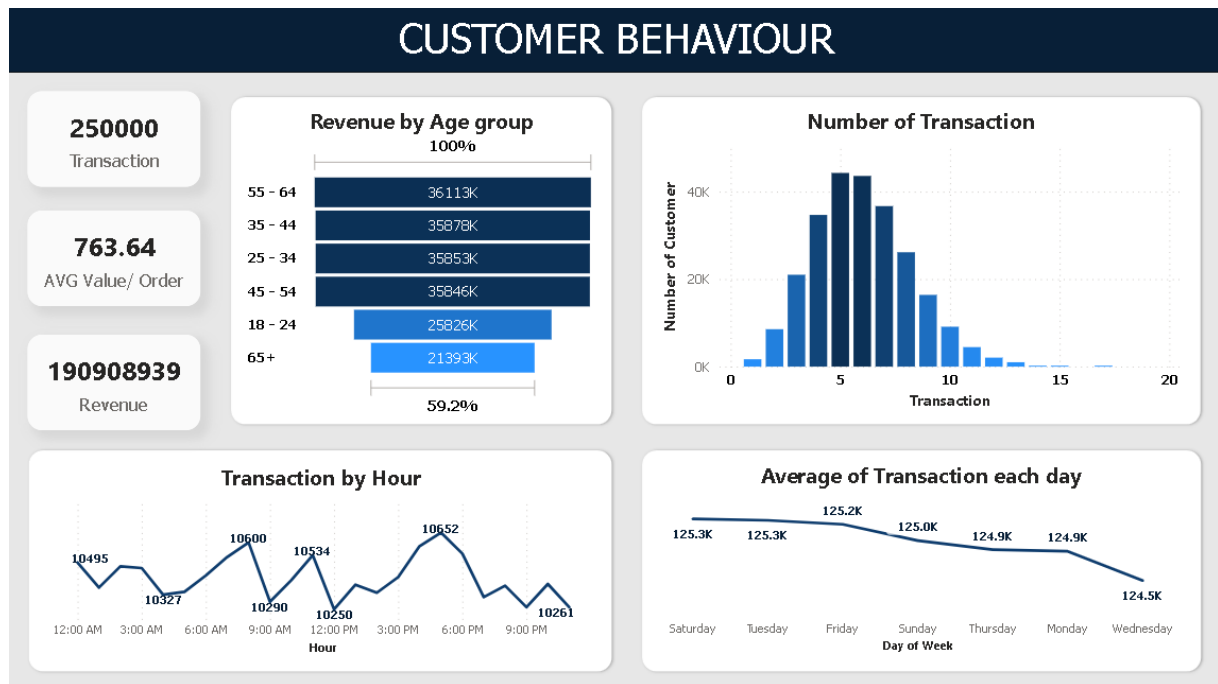 CUSTOMER BEHAVIOUR
250000
Transaction
763.64
AVG Value/ Order
190908939
Revenue
Revenue by Age group
100%
55 - 64 36113K
35 - 44 35878K
25 - 34 35853K
45 - 54 35846K
18 - 24 25826K
65+ 21393K
59.2%
Number of Transaction
Number of Customer
40K
20K
0K
0 5 10 15 20
Transaction
Transaction by Hour
10495 10327 10600 10290 10534 10250 10652 10261
12:00 AM 3:00 AM 6:00 AM 9:00 AM 12:00 PM 3:00 PM 6:00 PM 9:00 PM
Hour
Average of Transaction each day
125.3K 125.3K 125.2K 125.0K 124.9K 124.9K 124.5K
Saturday Tuesday Friday Sunday Thursday Monday Wednesday
Day of Week